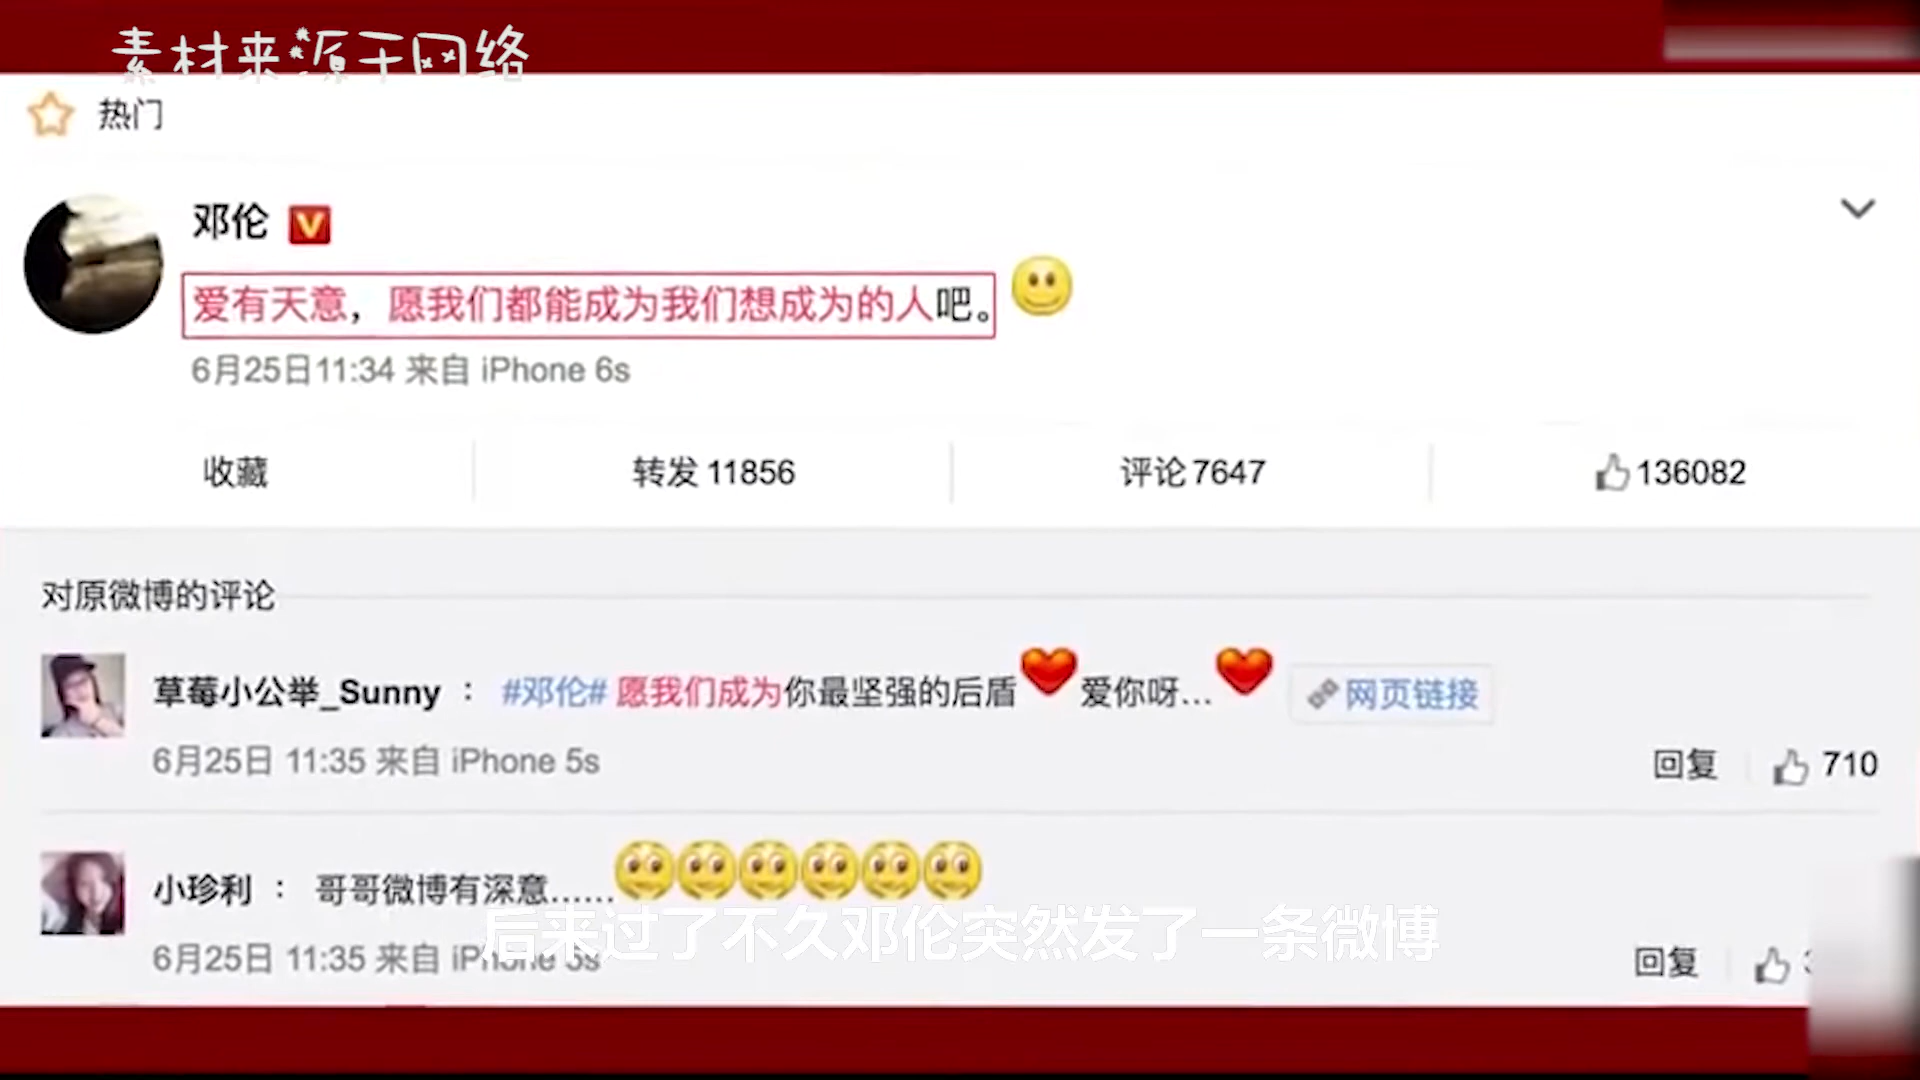 素材来源于网络
热门
邓伦 V
爱有天意，愿我们都能成为我们想成为的人吧。
6月25日11:34 来自 iPhone 6s
收藏 转发 11856 评论 7647 136082
对原微博的评论
草莓小公举_Sunny ： #邓伦# 愿我们成为你最坚强的后盾 爱你呀... 网页链接
6月25日 11:35 来自 iPhone 5s 回复 710
小珍利 ： 哥哥微博有深意......
后来过了不久邓伦突然发了一条微博
6月25日 11:35 来自 iPhone 5s 回复